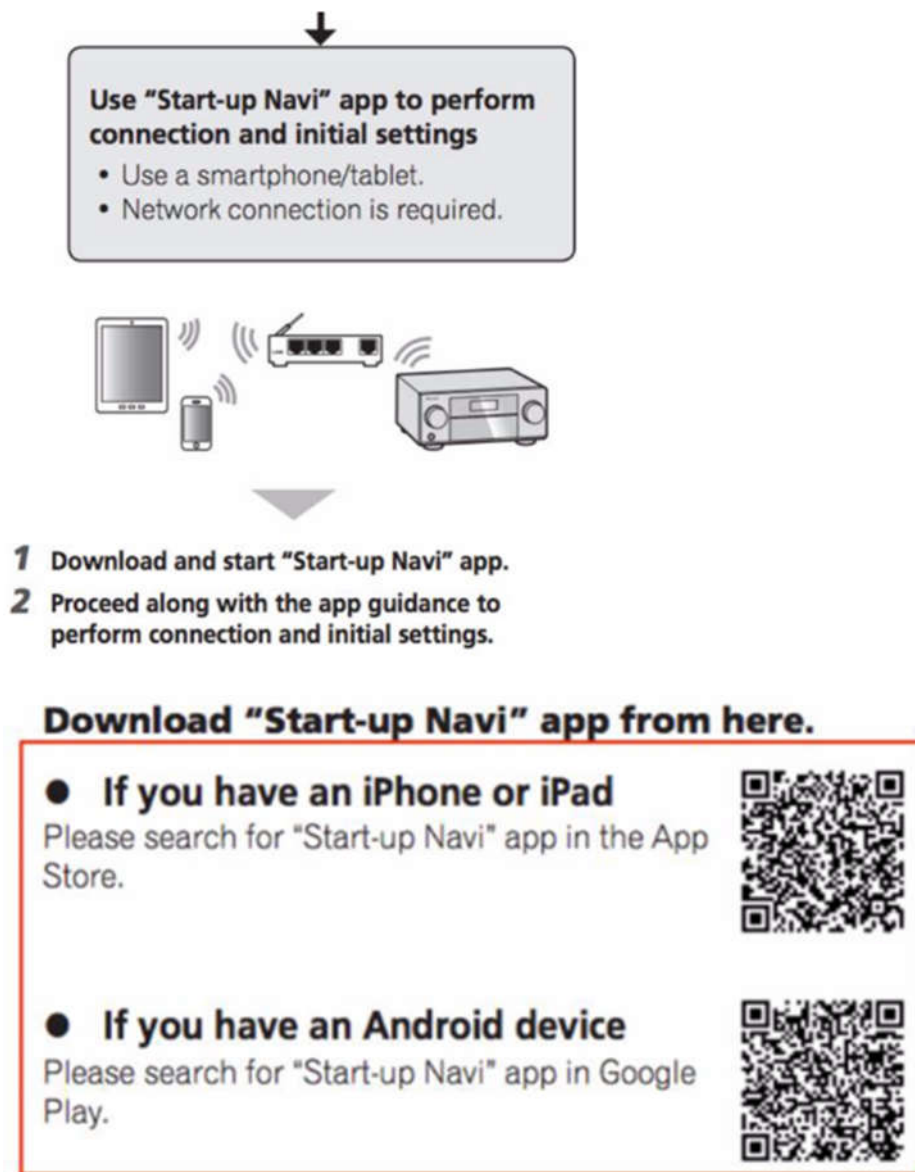 Use "Start-up Navi" app to perform
connection and initial settings
• Use a smartphone/tablet.
• Network connection is required.
1 Download and start "Start-up Navi" app.
2 Proceed along with the app guidance to
perform connection and initial settings.
Download "Start-up Navi" app from here.
● If you have an iPhone or iPad
Please search for "Start-up Navi" app in the App
Store.
● If you have an Android device
Please search for "Start-up Navi" app in Google
Play.